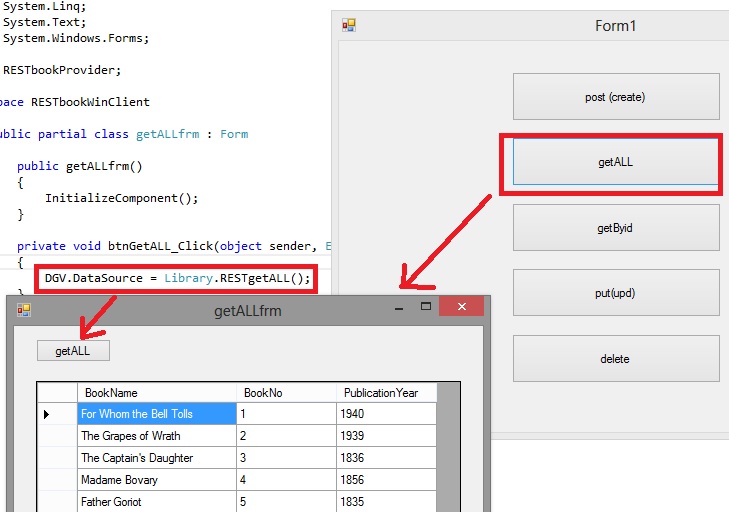 System.Linq;
System.Text;
System.Windows.Forms;
RESTbookProvider;
pace RESTbookWinClient
ublic partial class getALLfrm : Form
public getALLfrm()
{
InitializeComponent();
}
private void btnGetALL_Click(object sender, E
{
DGV.DataSource = Library.RESTgetALL();
}
Form1
post (create)
getALL
getByid
put(upd)
delete
getALLfrm
getALL
BookName BookNo PublicationYear
For Whom the Bell Tolls 1 1940
The Grapes of Wrath 2 1939
The Captain's Daughter 3 1836
Madame Bovary 4 1856
Father Goriot 5 1835